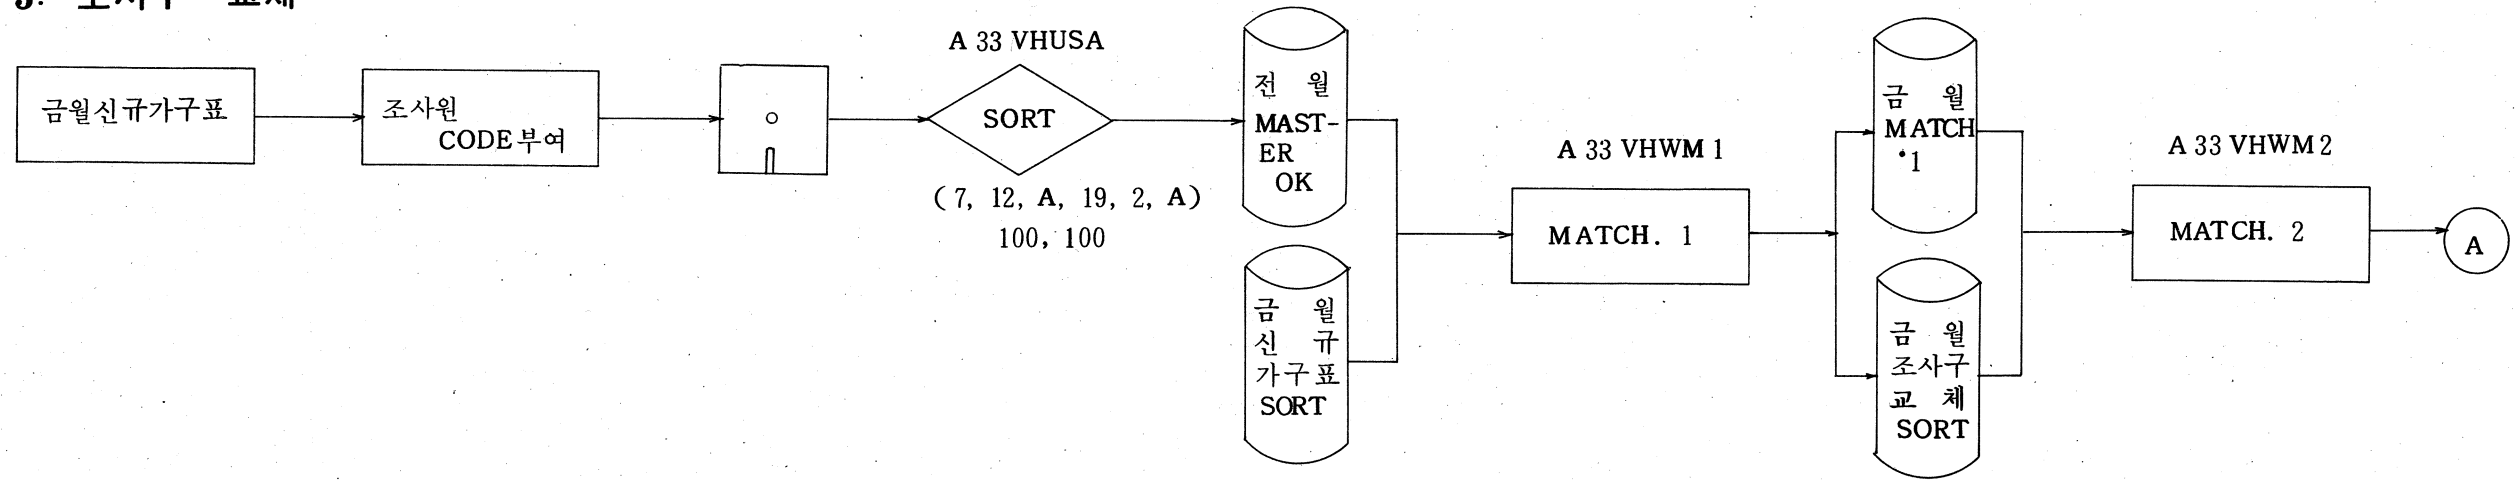 금월신규가구표
조사원
CODE부여
A 33 VHUSA
SORT
( 7, 12, A, 19, 2, A)
100, 100
전 월
MAST-
ER
OK
금 월
신 규
가구표
SORT
A 33 VHWM 1
MATCH. 1
금 월
MATCH
·1
금 월
조사구
교 체
SORT
A 33 VHWM 2
MATCH. 2
A